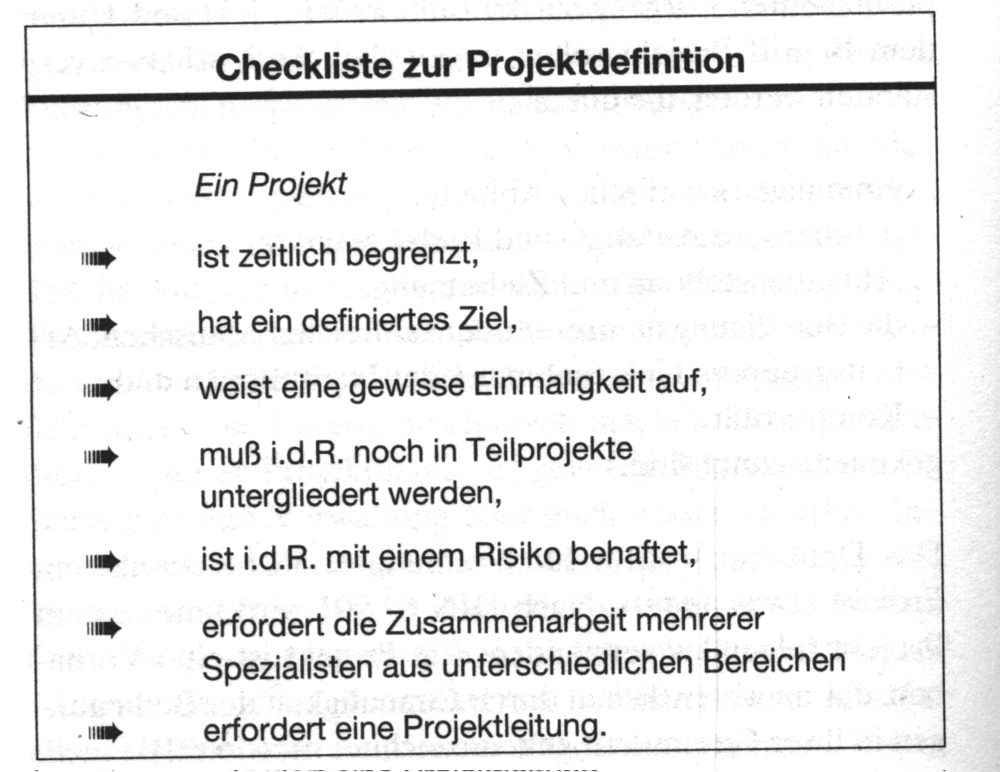 Checkliste zur Projektdefinition
Ein Projekt
ist zeitlich begrenzt,
hat ein definiertes Ziel,
weist eine gewisse Einmaligkeit auf,
muß i.d.R. noch in Teilprojekte
untergliedert werden,
ist i.d.R. mit einem Risiko behaftet,
erfordert die Zusammenarbeit mehrerer
Spezialisten aus unterschiedlichen Bereichen
erfordert eine Projektleitung.